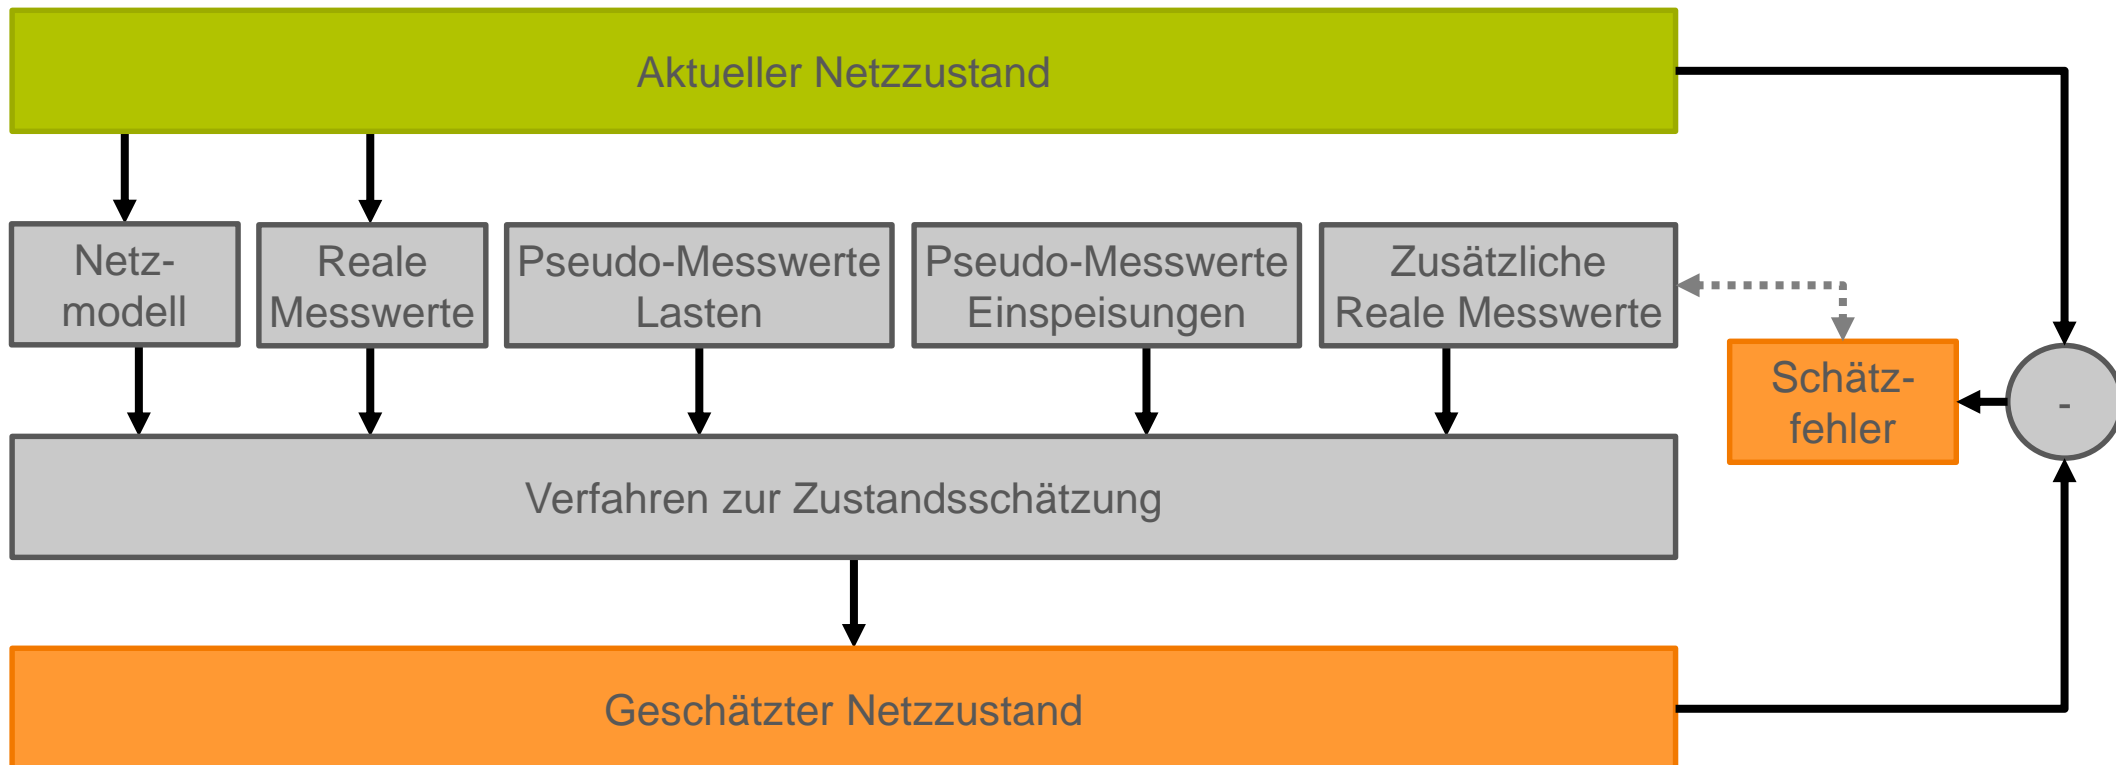 Aktueller Netzzustand
Netz-
modell
Reale
Messwerte
Pseudo-Messwerte
Lasten
Pseudo-Messwerte
Einspeisungen
Zusätzliche
Reale Messwerte
Schätz-
fehler
-
Verfahren zur Zustandsschätzung
Geschätzter Netzzustand